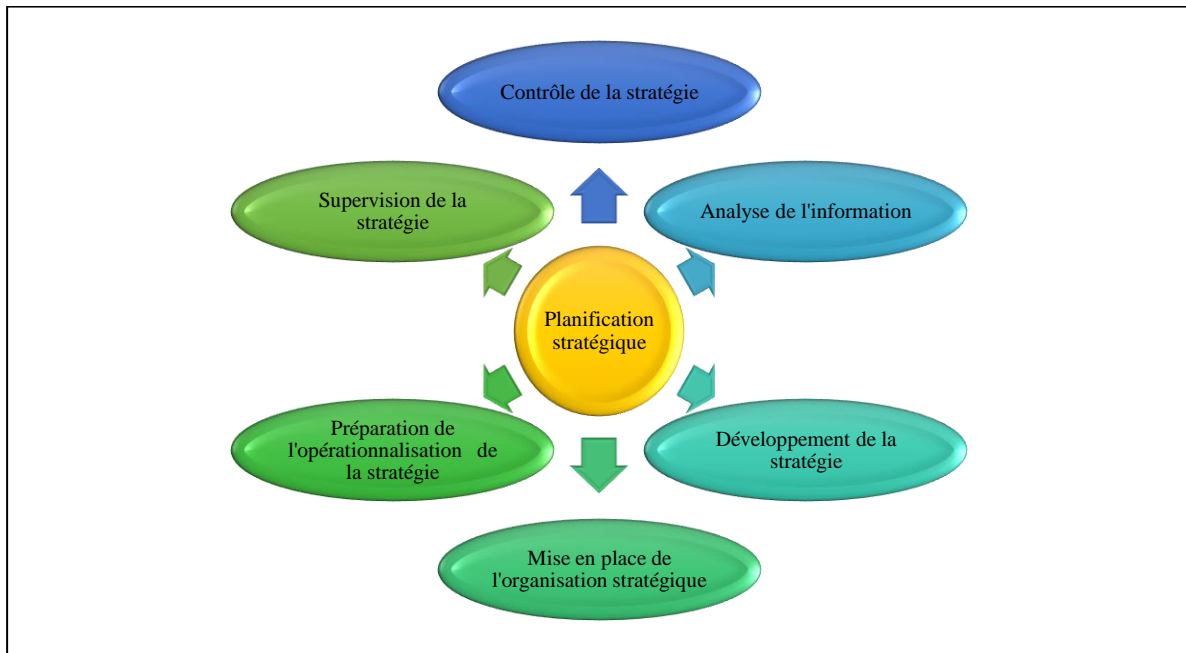 Contrôle de la stratégie
Supervision de la
stratégie
Analyse de l'information
Planification
stratégique
Préparation de
l'opérationnalisation de
la stratégie
Développement de la
stratégie
Mise en place de
l'organisation stratégique